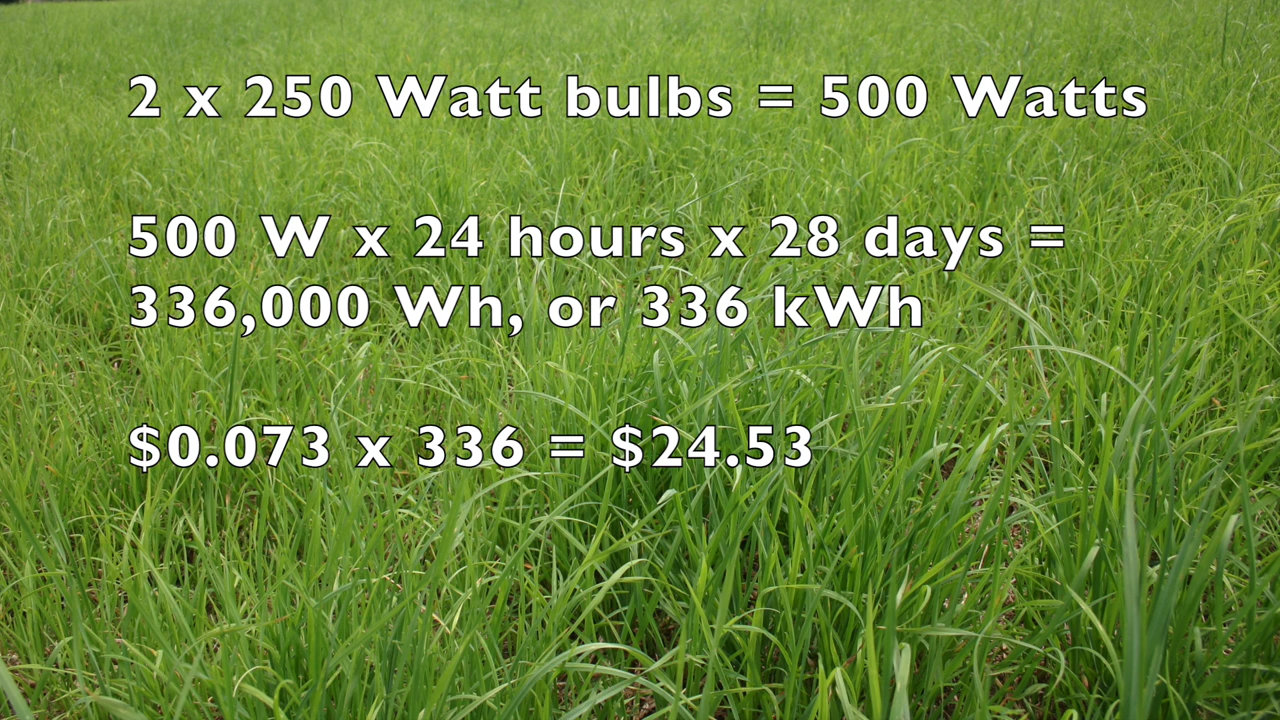 2 x 250 Watt bulbs = 500 Watts
500 W x 24 hours x 28 days =
336,000 Wh, or 336 kWh
$0.073 x 336 = $24.53